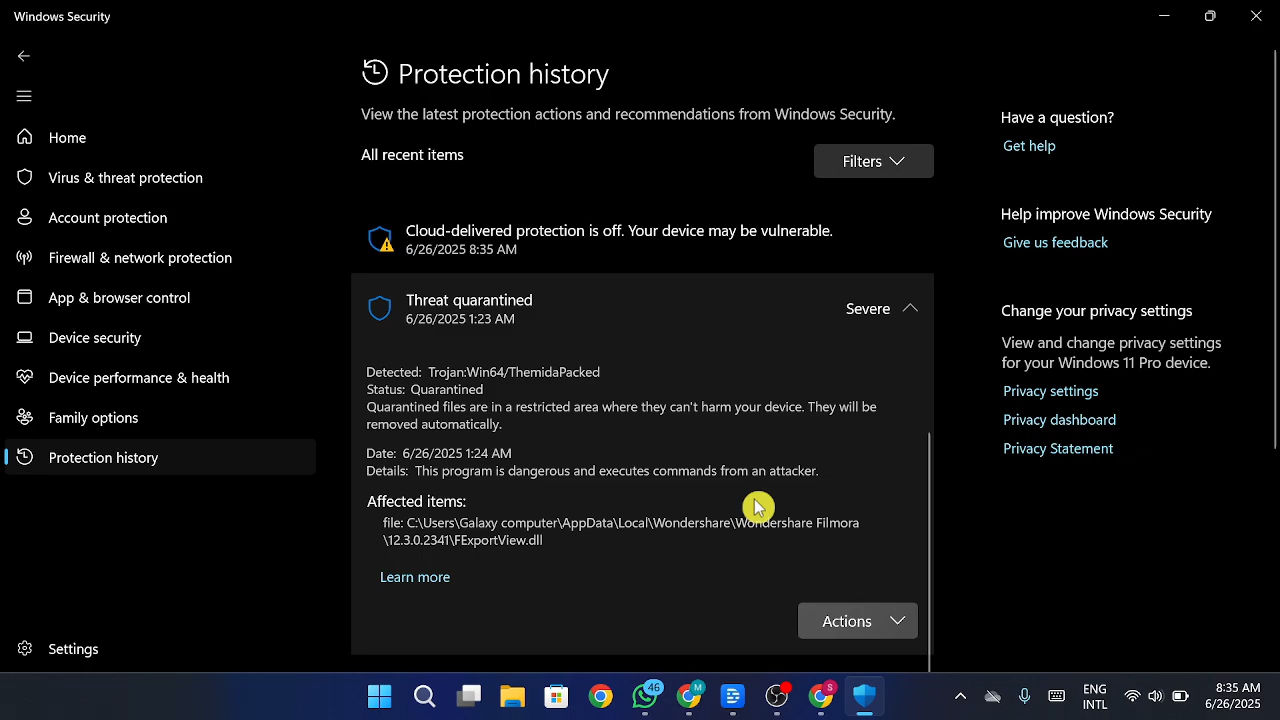 Windows Security
Protection history
View the latest protection actions and recommendations from Windows Security.
All recent items
Filters
Home
Virus & threat protection
Account protection
Firewall & network protection
App & browser control
Device security
Device performance & health
Family options
Protection history
Settings
Cloud-delivered protection is off. Your device may be vulnerable.
6/26/2025 8:35 AM
Threat quarantined
6/26/2025 1:23 AM
Severe
Detected: Trojan:Win64/ThemidaPacked
Status: Quarantined
Quarantined files are in a restricted area where they can't harm your device. They will be
removed automatically.
Date: 6/26/2025 1:24 AM
Details: This program is dangerous and executes commands from an attacker.
Affected items:
file: C:\Users\Galaxy computer\AppData\Local\Wondershare\Wondershare Filmora
\12.3.0.2341\FExportView.dll
Learn more
Actions
Have a question?
Get help
Help improve Windows Security
Give us feedback
Change your privacy settings
View and change privacy settings
for your Windows 11 Pro device.
Privacy settings
Privacy dashboard
Privacy Statement
46
M
S
ENG
INTL
8:35 AM
6/26/2025